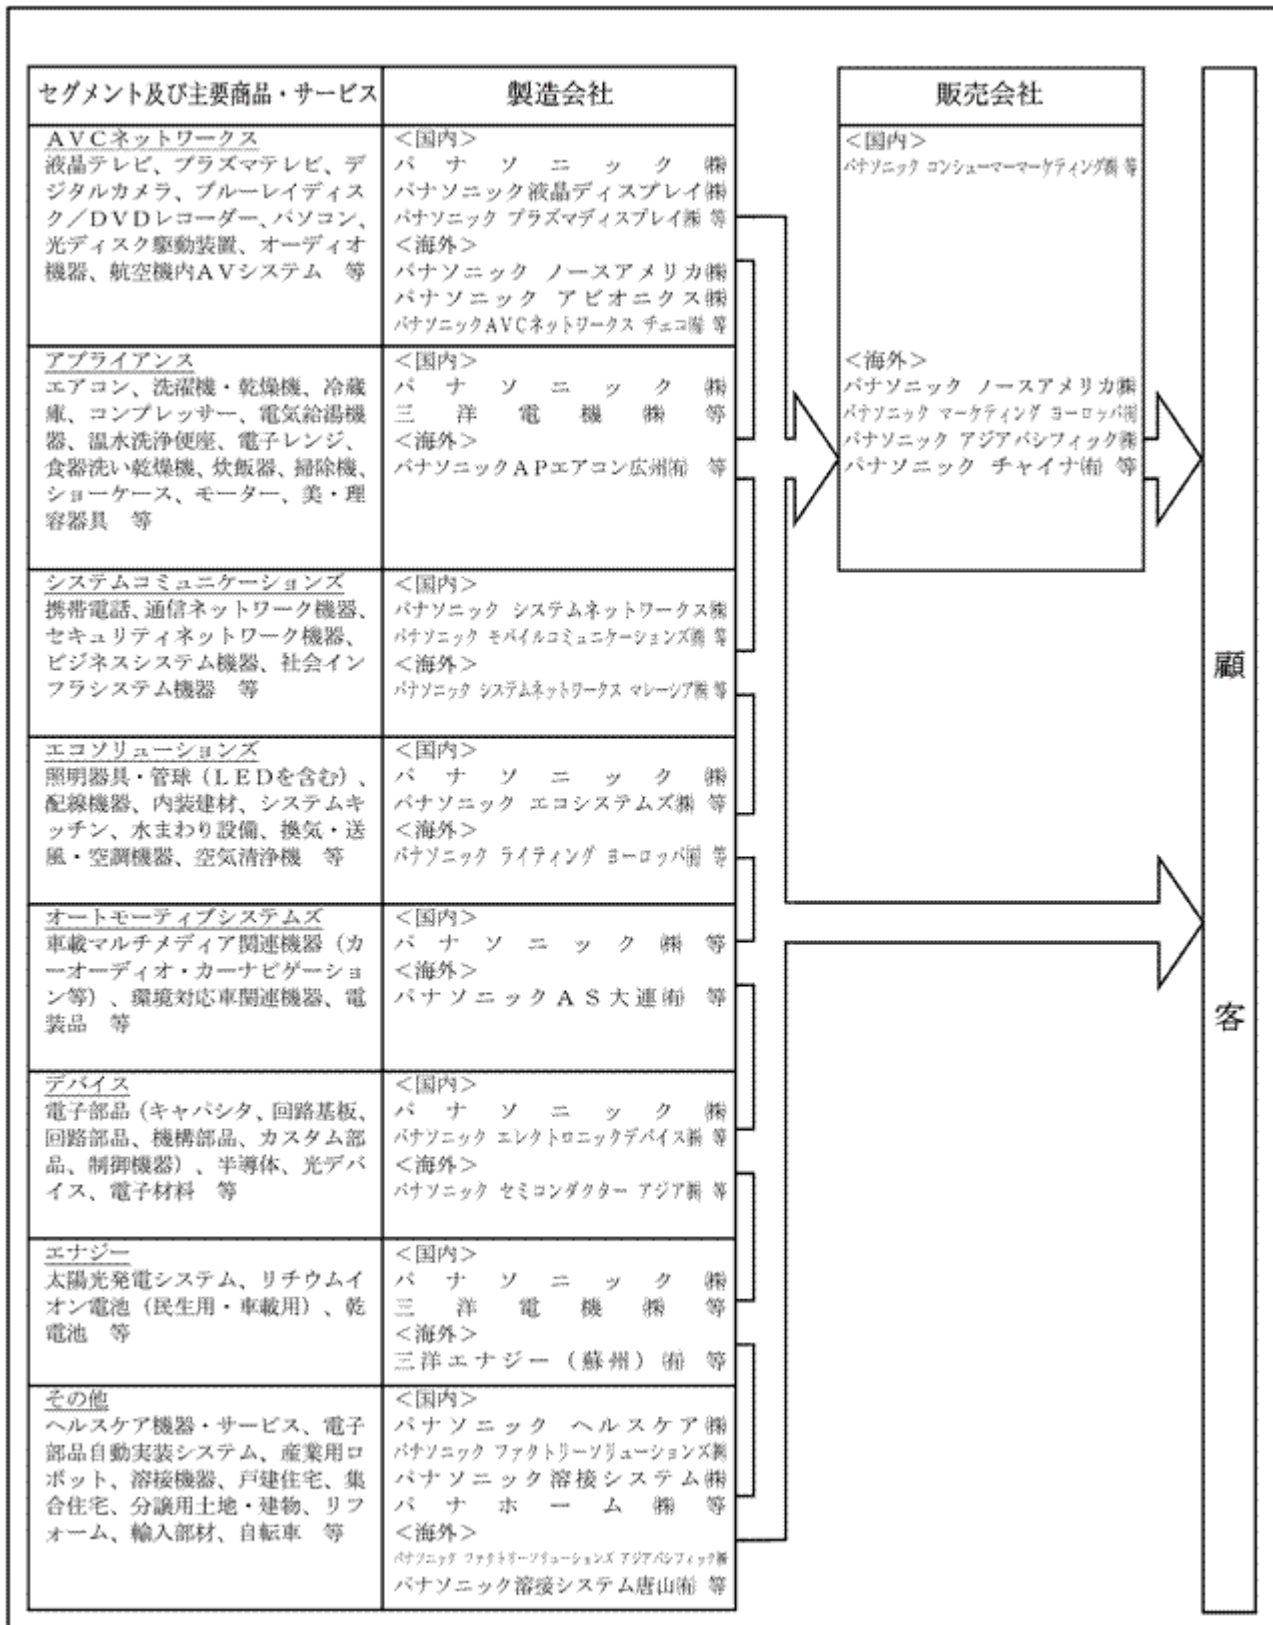 セグメント及び主要商品・サービス
製造会社
AVCネットワークス
液晶テレビ、プラズマテレビ、デ
ジタルカメラ、ブルーレイディス
ク/DVDレコーダー、パソコン、
光ディスク駆動装置、オーディオ
機器、航空機内AVシステム 等
<国内>
パナソニック㈱
パナソニック液晶ディスプレイ㈱
パナソニック プラズマディスプレイ㈱ 等
<海外>
パナソニック ノースアメリカ㈱
パナソニック アビオニクス㈱
パナソニックAVCネットワークス チェコ㈲ 等
アプライアンス
エアコン、洗濯機・乾燥機、冷蔵
庫、コンプレッサー、電気給湯機
器、温水洗浄便座、電子レンジ、
食器洗い乾燥機、炊飯器、掃除機、
ショーケース、モーター、美・理
容器具 等
<国内>
パナソニック㈱
三洋電機㈱等
<海外>
パナソニックAPエアコン広州㈲ 等
システムコミュニケーションズ
携帯電話、通信ネットワーク機器、
セキュリティネットワーク機器、
ビジネスシステム機器、社会イン
フラシステム機器 等
<国内>
パナソニック システムネットワークス㈱
パナソニック モバイルコミュニケーションズ㈱ 等
<海外>
パナソニック システムネットワークス マレーシア㈱ 等
エコソリューションズ
照明器具・管球(LEDを含む)、
配線機器、内装建材、システムキ
ッチン、水まわり設備、換気・送
風・空調機器、空気清浄機 等
<国内>
パナソニック㈱
パナソニック エコシステムズ㈱ 等
<海外>
パナソニック ライティング ヨーロッパ㈲ 等
オートモーティブシステムズ
車載マルチメディア関連機器(カ
ーオーディオ・カーナビゲーショ
ン等)、環境対応車関連機器、電
装品 等
<国内>
パナソニック㈱等
<海外>
パナソニックAS大連㈲ 等
デバイス
電子部品(キャパシタ、回路基板、
回路部品、機構部品、カスタム部
品、制御機器)、半導体、光デバ
イス、電子材料 等
<国内>
パナソニック㈱
パナソニック エレクトロニックデバイス㈱ 等
<海外>
パナソニック セミコンダクター アジア㈱ 等
エナジー
太陽光発電システム、リチウムイ
オン電池(民生用・車載用)、乾
電池 等
<国内>
パナソニック㈱
三洋電機㈱等
<海外>
三洋エナジー(蘇州)㈲ 等
その他
ヘルスケア機器・サービス、電子
部品自動実装システム、産業用ロ
ボット、溶接機器、戸建住宅、集
合住宅、分譲用土地・建物、リフ
ォーム、輸入部材、自転車 等
<国内>
パナソニック ヘルスケア㈱
パナソニック ファクトリーソリューションズ㈱
パナソニック溶接システム㈱
パナホーム㈱等
<海外>
パナソニック ファクトリーソリューションズ アジアパシフィック㈱
パナソニック溶接システム唐山㈲ 等
販売会社
<国内>
パナソニック コンシューマーマーケティング㈱ 等
<海外>
パナソニック ノースアメリカ㈱
パナソニック マーケティング ヨーロッパ㈲
パナソニック アジアパシフィック㈱
パナソニック チャイナ㈲ 等
顧客